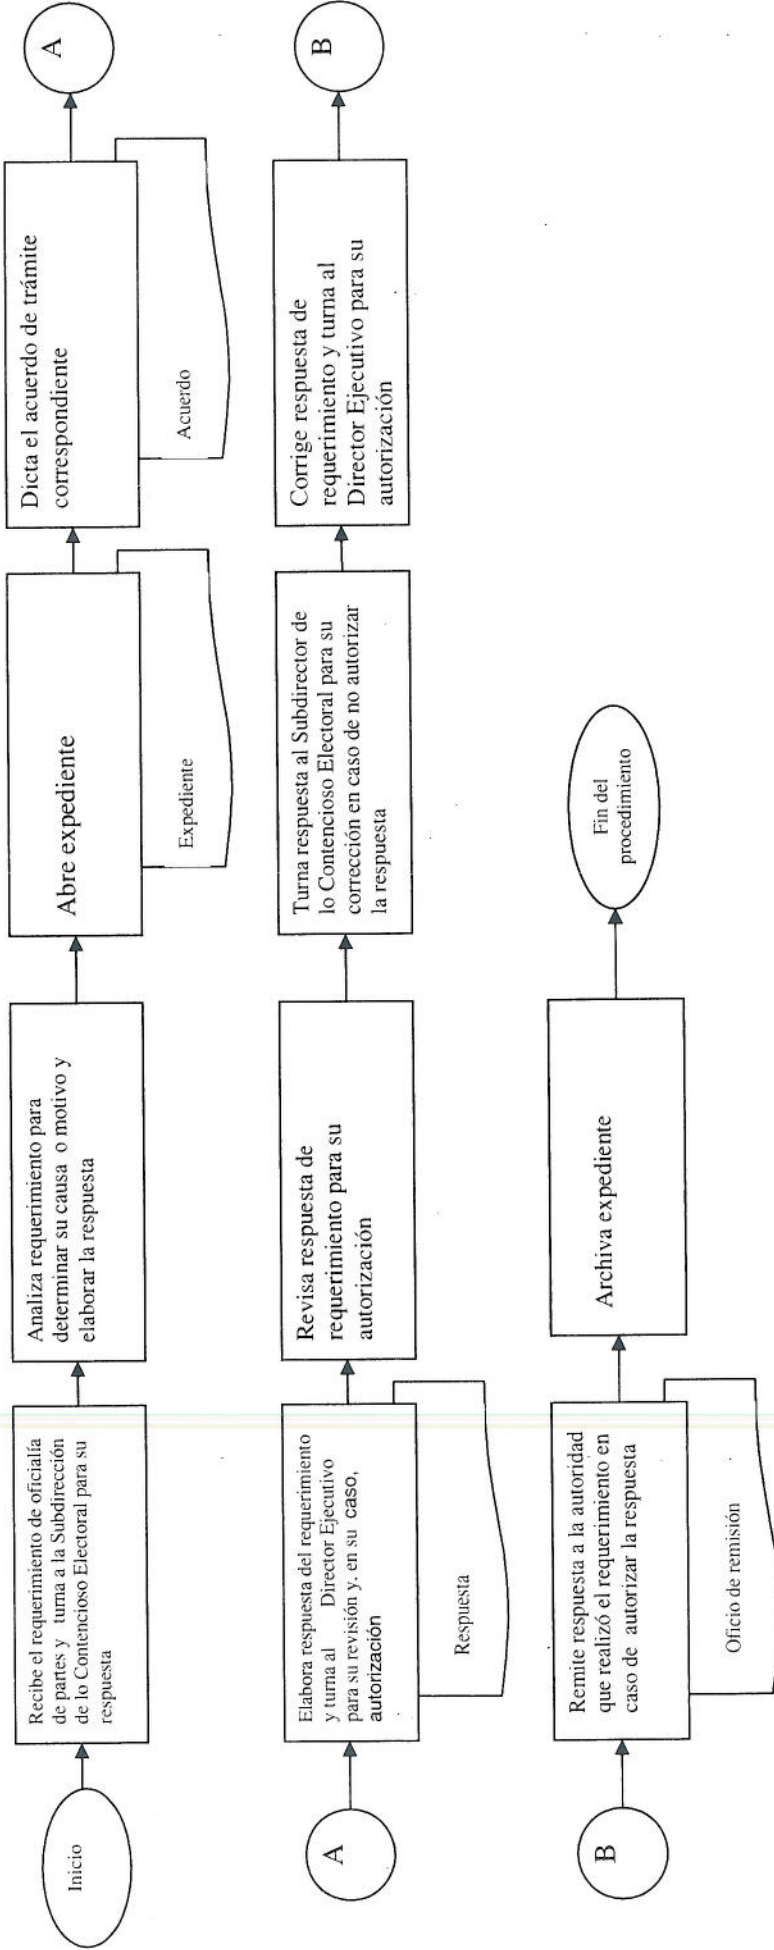 Inicio
Recibe el requerimiento de oficialía
de partes y turna a la Subdirección
de lo Contencioso Electoral para su
respuesta
Analiza requerimiento para
determinar su causa o motivo y
elaborar la respuesta
Abre expediente
Expediente
Dicta el acuerdo de trámite
correspondiente
Acuerdo
A
A
Elabora respuesta del requerimiento
y turna al Director Ejecutivo
para su revisión y, en su caso,
autorización
Respuesta
Revisa respuesta de
requerimiento para su
autorización
Turna respuesta al Subdirector de
lo Contencioso Electoral para su
corrección en caso de no autorizar
la respuesta
Corrige respuesta de
requerimiento y turna al
Director Ejecutivo para su
autorización
B
B
Remite respuesta a la autoridad
que realizó el requerimiento en
caso de autorizar la respuesta
Oficio de remisión
Archiva expediente
Fin del
procedimiento